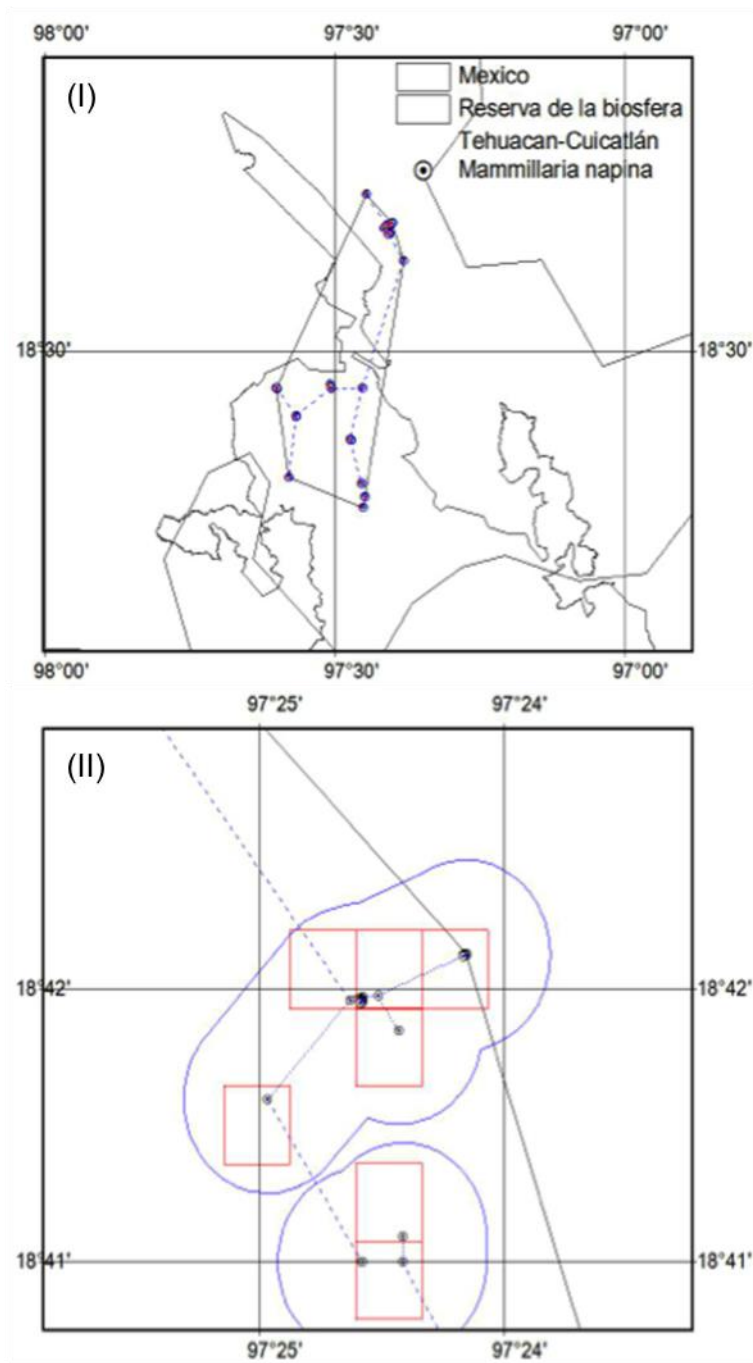 98°00' 97°30' 97°00'
(I)
Mexico
Reserva de la biosfera
Tehuacan-Cuicatlán
Mammillaria napina
18°30' 18°30'
98°00' 97°30' 97°00'
97°25' 97°24'
(II)
18°42' 18°42'
18°41' 18°41'
97°25' 97°24'